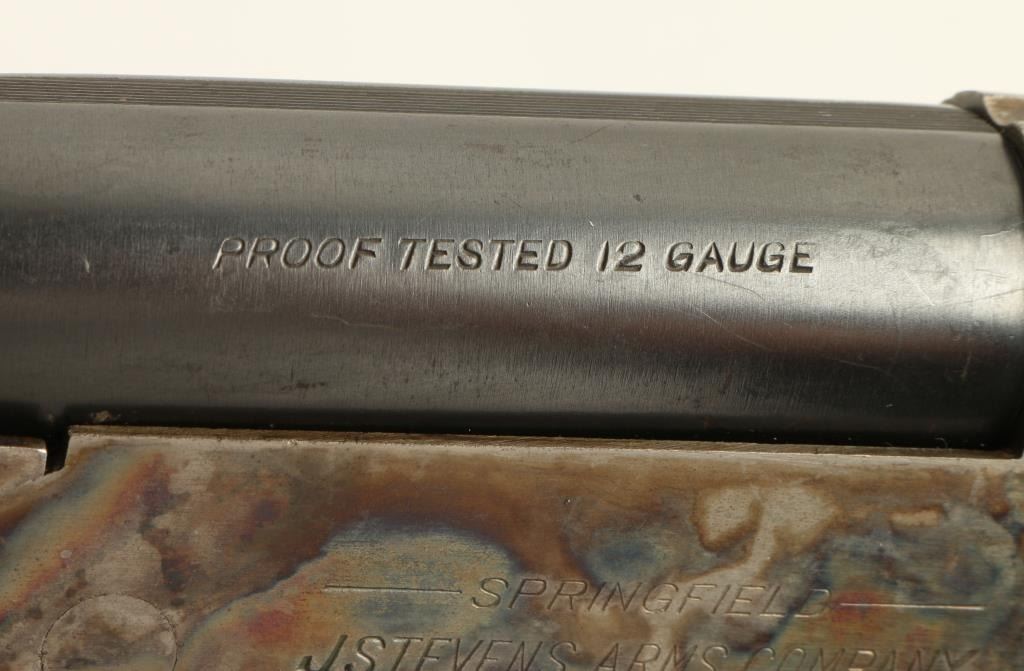 PROOF TESTED 12 GAUGE
SPRINGFIELD
J STEVENS ARMS COMPANY